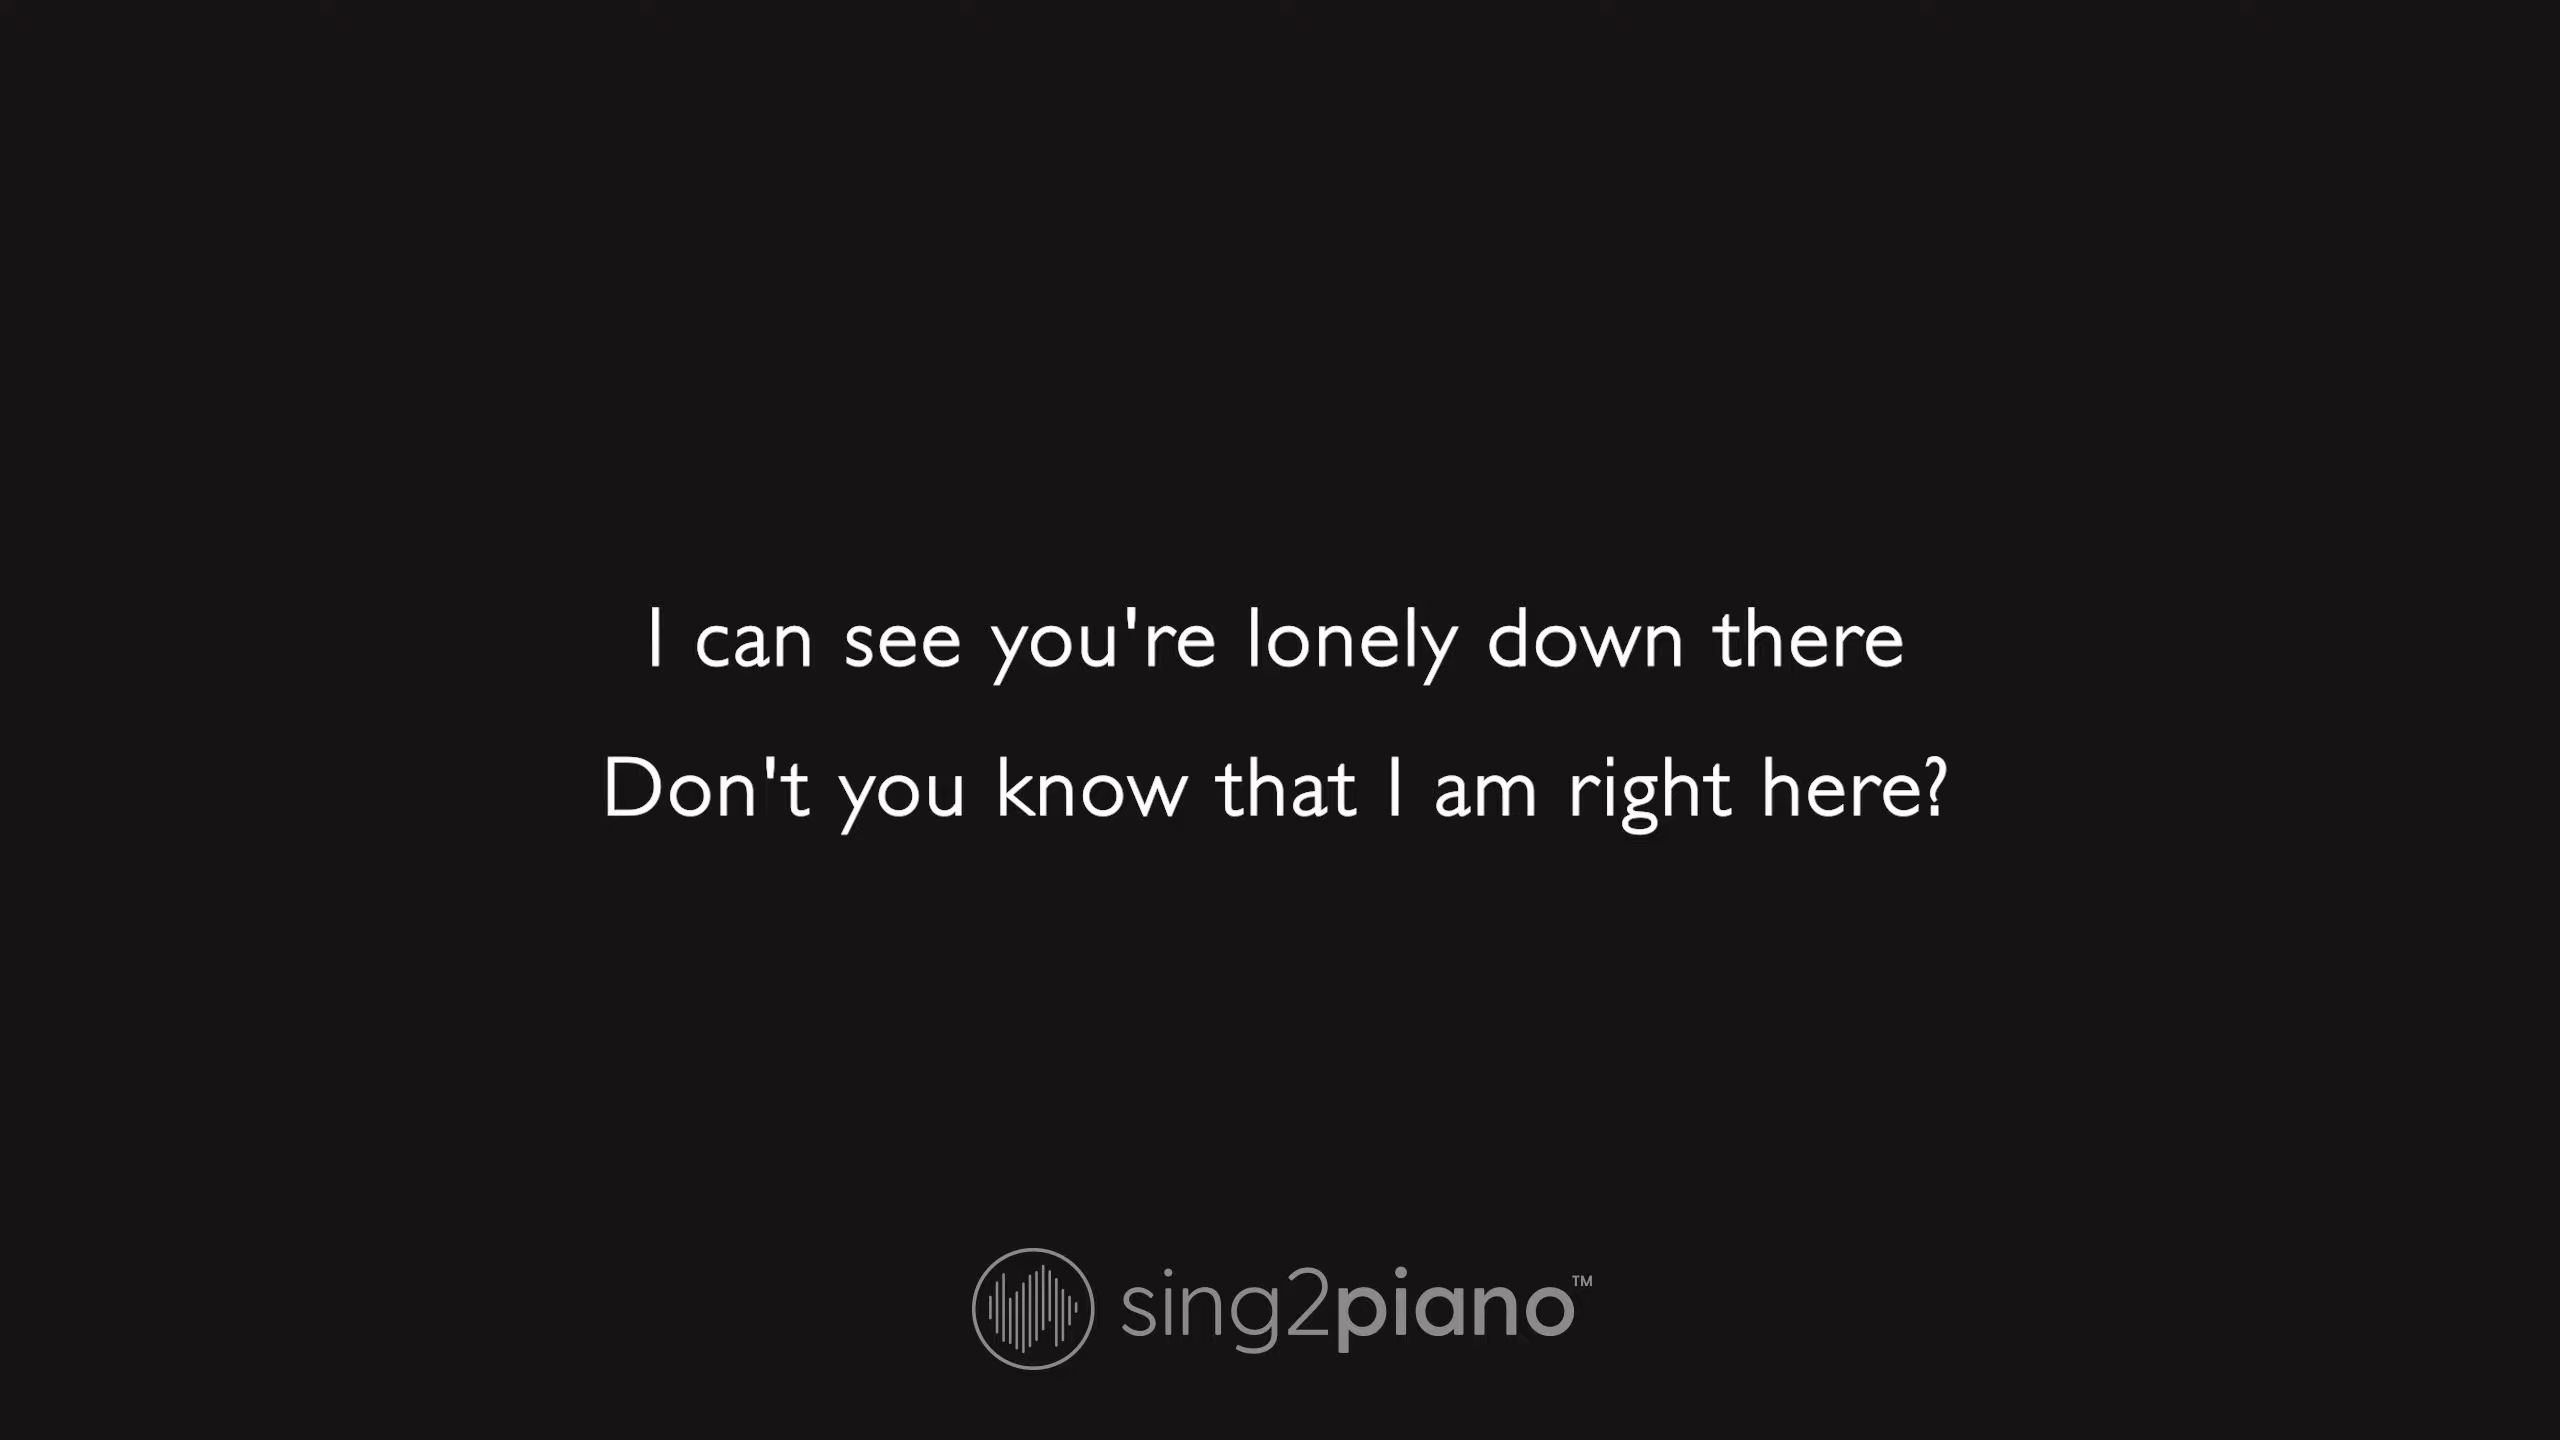 I can see you're lonely down there
Don't you know that I am right here?
sing2piano™